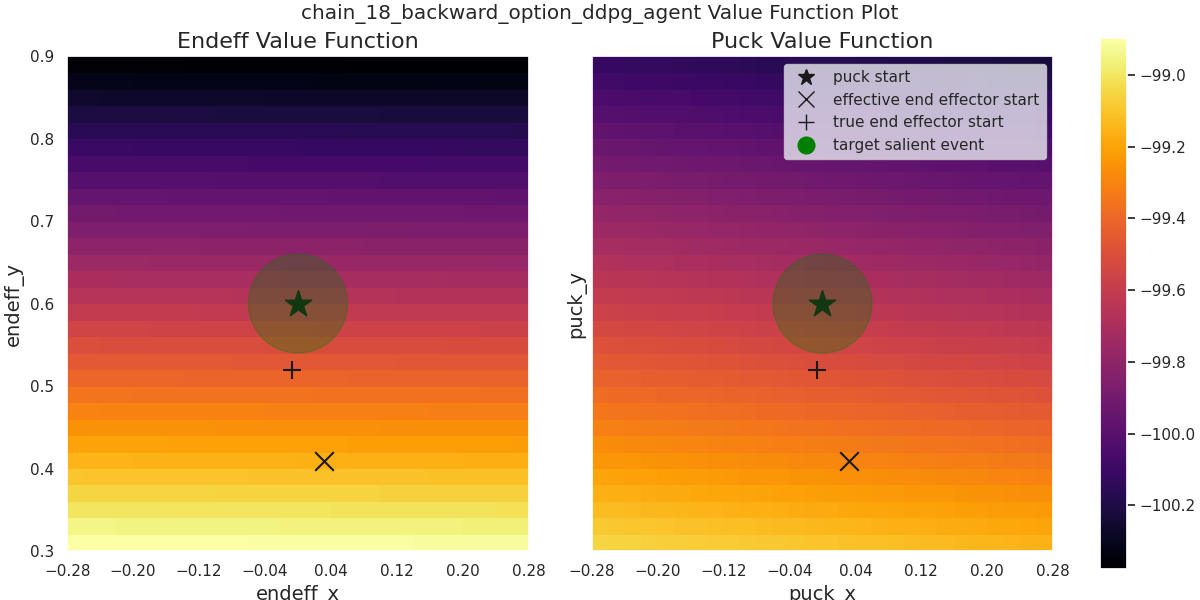 chain_18_backward_option_ddpg_agent Value Function Plot
Endeff Value Function
Puck Value Function
puck start
effective end effector start
true end effector start
target salient event
0.9
0.8
0.7
0.6
0.5
0.4
0.3
endeff_y
puck_y
−0.28 −0.20 −0.12 −0.04 0.04 0.12 0.20 0.28
−0.28 −0.20 −0.12 −0.04 0.04 0.12 0.20 0.28
endeff_x
puck_x
−99.0
−99.2
−99.4
−99.6
−99.8
−100.0
−100.2